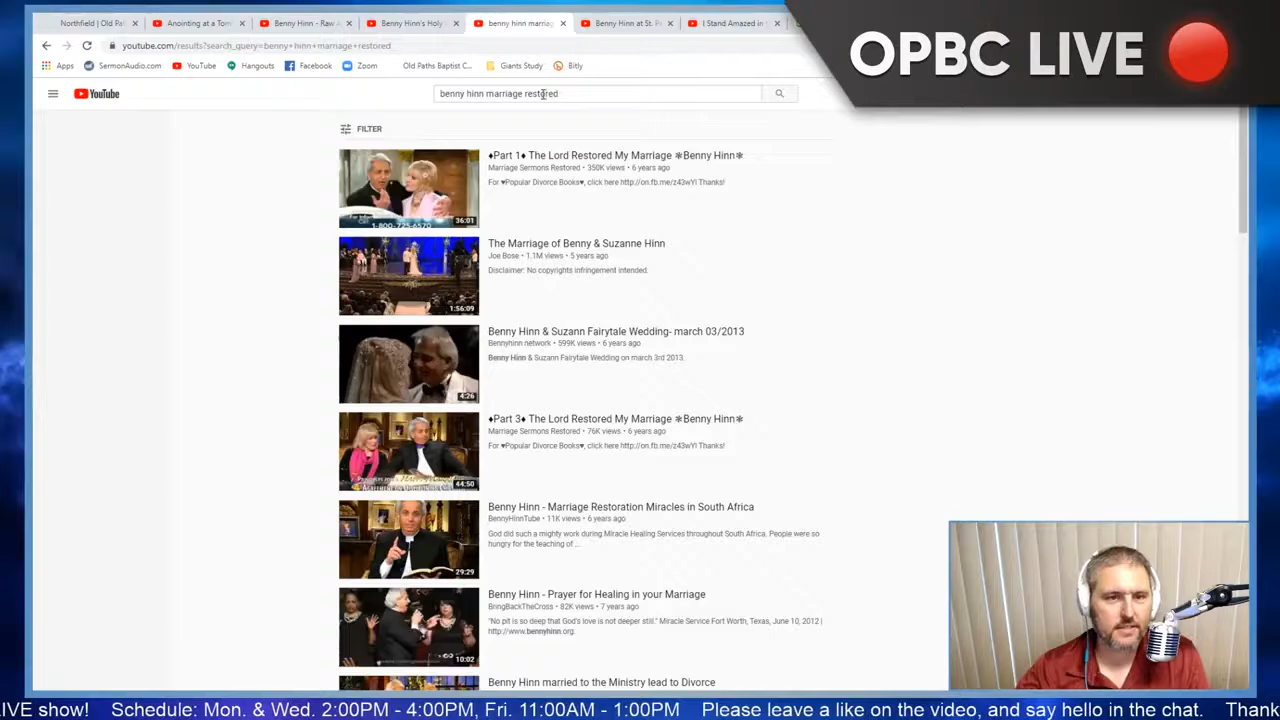 Northfield | Old Pa
Anointing at a Tom
Benny Hinn - Raw A
Benny Hinn's Holy
benny hinn marriag
Benny Hinn at St. P
I Stand Amazed in
OPBC LIVE
youtube.com/results?search_query=benny+hinn+marriage+restored
Apps
SermonAudio.com
YouTube
Hangouts
Facebook
Zoom
Old Paths Baptist C...
Giants Study
Bitly
YouTube
benny hinn marriage restored
FILTER
♦Part 1♦ The Lord Restored My Marriage ❃Benny Hinn❃
Marriage Sermons Restored • 350K views • 6 years ago
For ♥Popular Divorce Books♥, click here http://on.fb.me/z43wYI Thanks!
1-800-725-6570
36:01
The Marriage of Benny & Suzanne Hinn
Joe Bose • 1.1M views • 5 years ago
Disclaimer: No copyrights infringement intended.
1:56:09
Benny Hinn & Suzann Fairytale Wedding- march 03/2013
Bennyhinn network • 599K views • 6 years ago
Benny Hinn & Suzann Fairytale Wedding on march 3rd 2013.
4:26
♦Part 3♦ The Lord Restored My Marriage ❃Benny Hinn❃
Marriage Sermons Restored • 76K views • 6 years ago
For ♥Popular Divorce Books♥, click here http://on.fb.me/z43wYI Thanks!
44:50
Benny Hinn - Marriage Restoration Miracles in South Africa
BennyHinnTube • 11K views • 6 years ago
God did such a mighty work during Miracle Healing Services throughout South Africa. People were so
hungry for the teaching of ...
29:29
Benny Hinn - Prayer for Healing in your Marriage
BringBackTheCross • 82K views • 7 years ago
"No pit is so deep that God's love is not deeper still." Miracle Service Fort Worth, Texas, June 10, 2012 |
http://www.bennyhinn.org.
10:02
Benny Hinn married to the Ministry lead to Divorce
LIVE show! Schedule: Mon. & Wed. 2:00PM - 4:00PM, Fri. 11:00AM - 1:00PM Please leave a like on the video, and say hello in the chat. Thank